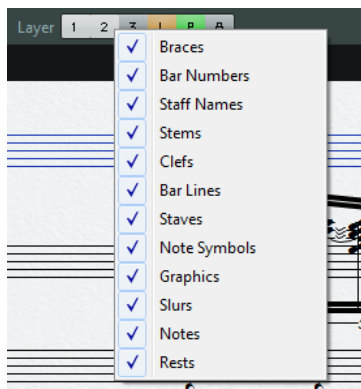 Layer 1 2 3 L P A
Braces
Bar Numbers
Staff Names
Stems
Clefs
Bar Lines
Staves
Note Symbols
Graphics
Slurs
Notes
Rests